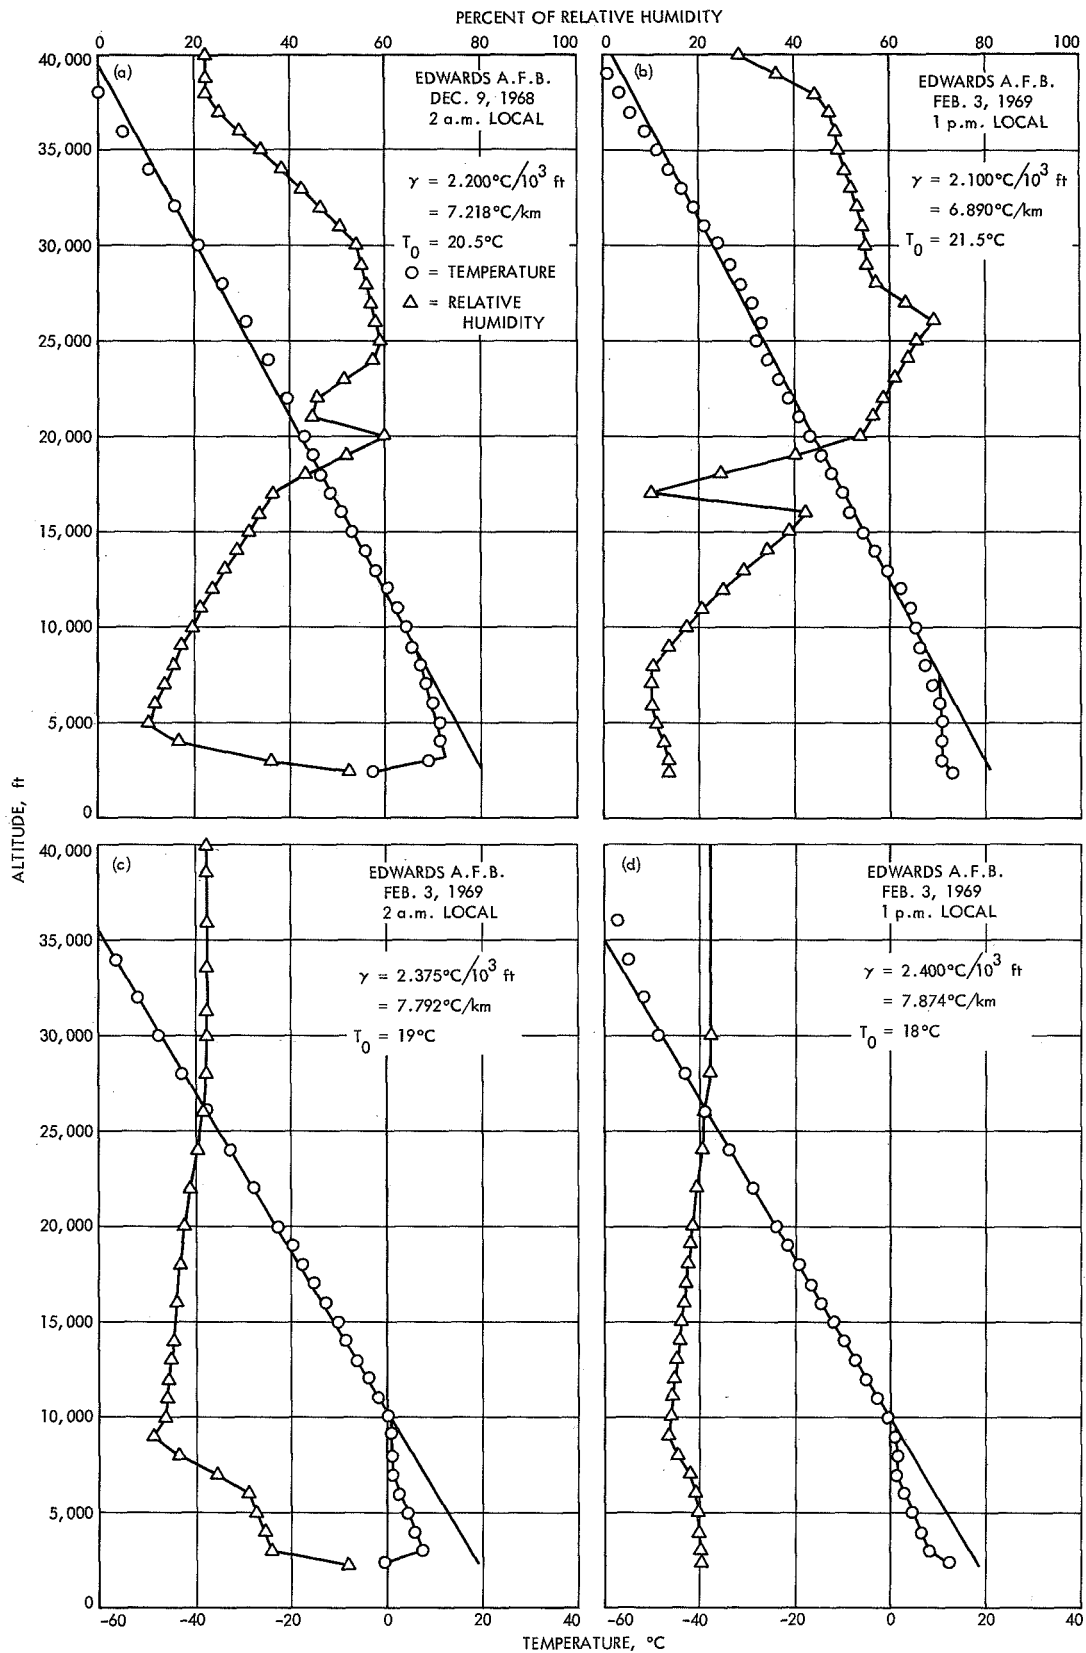 PERCENT OF RELATIVE HUMIDITY
0 20 40 60 80 100 0 20 40 60 80 100
(a)
EDWARDS A.F.B.
DEC. 9, 1968
2 a.m. LOCAL
γ = 2.200°C/10³ ft
= 7.218°C/km
T₀ = 20.5°C
○ = TEMPERATURE
△ = RELATIVE
HUMIDITY
(b)
EDWARDS A.F.B.
FEB. 3, 1969
1 p.m. LOCAL
γ = 2.100°C/10³ ft
= 6.890°C/km
T₀ = 21.5°C
40,000
35,000
30,000
25,000
20,000
15,000
10,000
5,000
0
ALTITUDE, ft
(c)
EDWARDS A.F.B.
FEB. 3, 1969
2 a.m. LOCAL
γ = 2.375°C/10³ ft
= 7.792°C/km
T₀ = 19°C
(d)
EDWARDS A.F.B.
FEB. 3, 1969
1 p.m. LOCAL
γ = 2.400°C/10³ ft
= 7.874°C/km
T₀ = 18°C
40,000
35,000
30,000
25,000
20,000
15,000
10,000
5,000
0
-60 -40 -20 0 20 40 -60 -40 -20 0 20 40
TEMPERATURE, °C